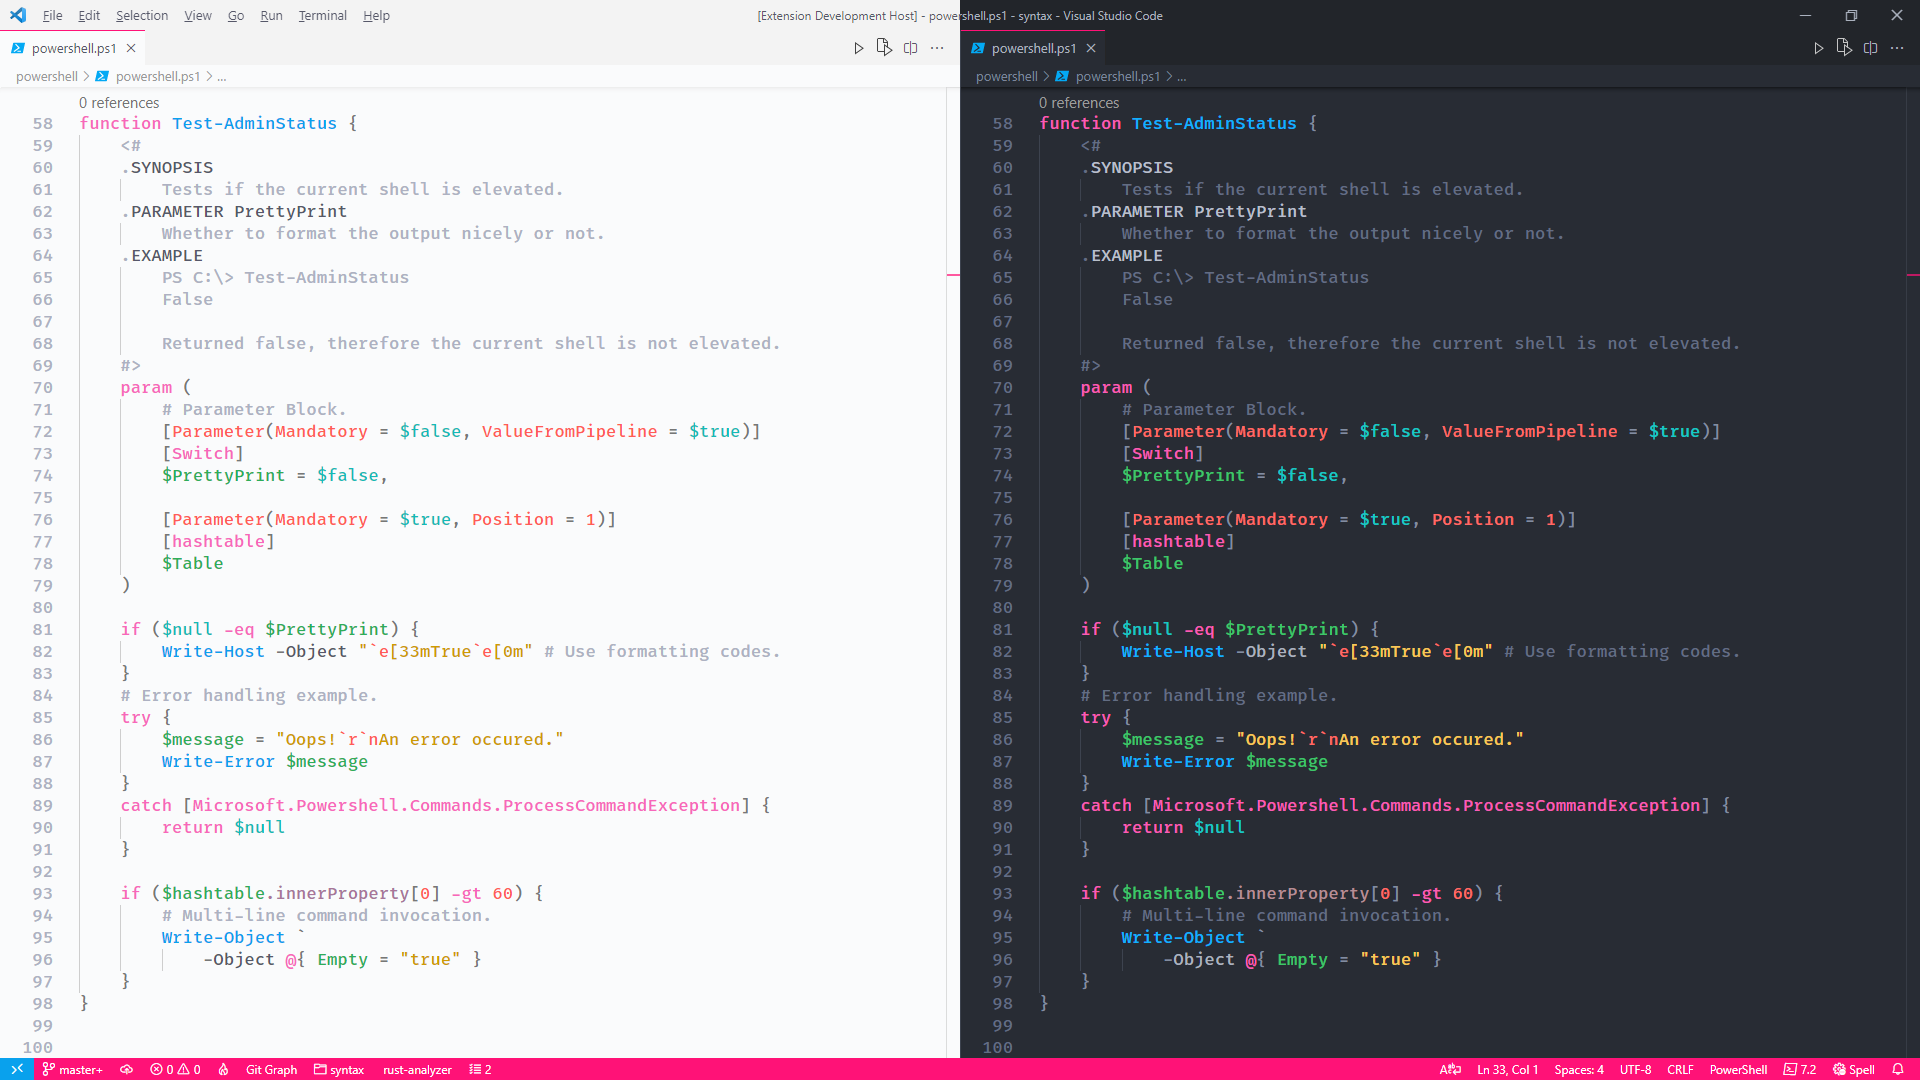 File Edit Selection View Go Run Terminal Help [Extension Development Host] - powershell.ps1 - syntax - Visual Studio Code
powershell.ps1
powershell > powershell.ps1 > ...
0 references
58 function Test-AdminStatus {
59 <#
60 .SYNOPSIS
61 Tests if the current shell is elevated.
62 .PARAMETER PrettyPrint
63 Whether to format the output nicely or not.
64 .EXAMPLE
65 PS C:\> Test-AdminStatus
66 False
67
68 Returned false, therefore the current shell is not elevated.
69 #>
70 param (
71 # Parameter Block.
72 [Parameter(Mandatory = $false, ValueFromPipeline = $true)]
73 [Switch]
74 $PrettyPrint = $false,
75
76 [Parameter(Mandatory = $true, Position = 1)]
77 [hashtable]
78 $Table
79 )
80
81 if ($null -eq $PrettyPrint) {
82 Write-Host -Object "`e[33mTrue`e[0m" # Use formatting codes.
83 }
84 # Error handling example.
85 try {
86 $message = "Oops!`r`nAn error occured."
87 Write-Error $message
88 }
89 catch [Microsoft.Powershell.Commands.ProcessCommandException] {
90 return $null
91 }
92
93 if ($hashtable.innerProperty[0] -gt 60) {
94 # Multi-line command invocation.
95 Write-Object `
96 -Object @{ Empty = "true" }
97 }
98 }
99
100
powershell.ps1
powershell > powershell.ps1 > ...
0 references
58 function Test-AdminStatus {
59 <#
60 .SYNOPSIS
61 Tests if the current shell is elevated.
62 .PARAMETER PrettyPrint
63 Whether to format the output nicely or not.
64 .EXAMPLE
65 PS C:\> Test-AdminStatus
66 False
67
68 Returned false, therefore the current shell is not elevated.
69 #>
70 param (
71 # Parameter Block.
72 [Parameter(Mandatory = $false, ValueFromPipeline = $true)]
73 [Switch]
74 $PrettyPrint = $false,
75
76 [Parameter(Mandatory = $true, Position = 1)]
77 [hashtable]
78 $Table
79 )
80
81 if ($null -eq $PrettyPrint) {
82 Write-Host -Object "`e[33mTrue`e[0m" # Use formatting codes.
83 }
84 # Error handling example.
85 try {
86 $message = "Oops!`r`nAn error occured."
87 Write-Error $message
88 }
89 catch [Microsoft.Powershell.Commands.ProcessCommandException] {
90 return $null
91 }
92
93 if ($hashtable.innerProperty[0] -gt 60) {
94 # Multi-line command invocation.
95 Write-Object `
96 -Object @{ Empty = "true" }
97 }
98 }
99
100
master+ 0 0 Git Graph syntax rust-analyzer 2 Ln 33, Col 1 Spaces: 4 UTF-8 CRLF PowerShell 7.2 Spell